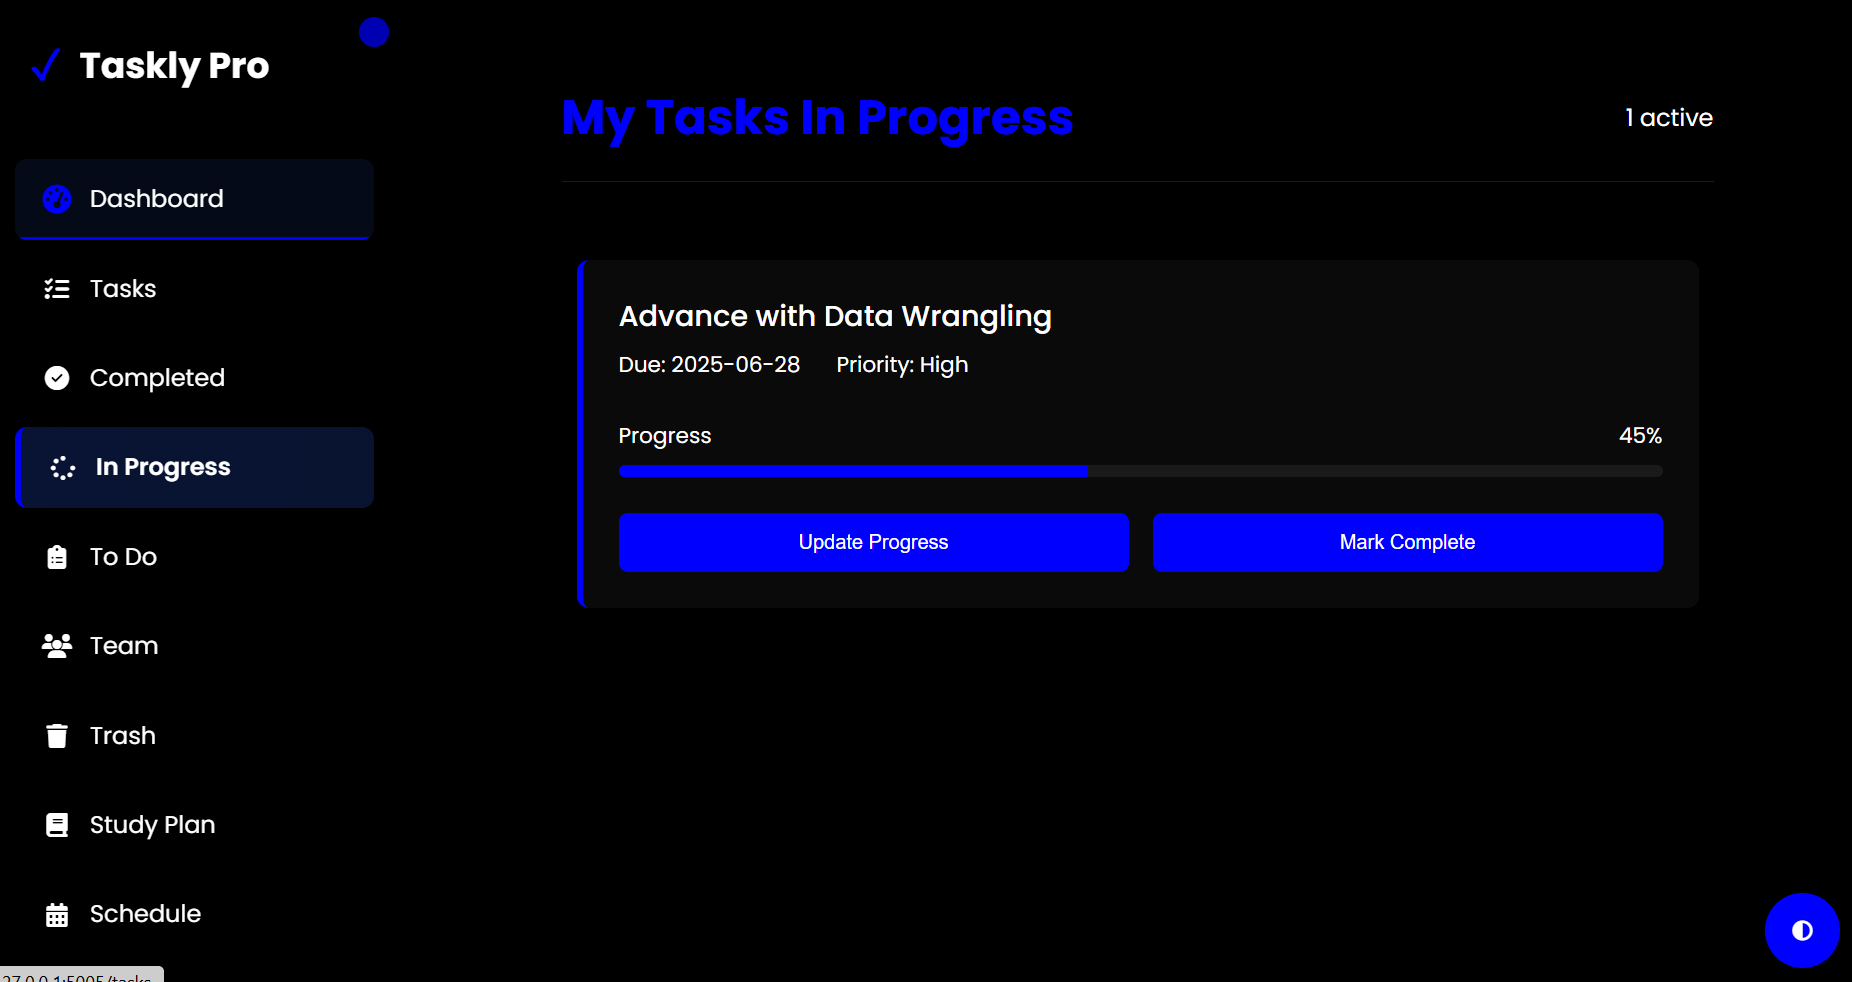 Taskly Pro
Dashboard
Tasks
Completed
In Progress
To Do
Team
Trash
Study Plan
Schedule
My Tasks In Progress
1 active
Advance with Data Wrangling
Due: 2025-06-28 Priority: High
Progress 45%
Update Progress Mark Complete
27.0.0.1:5005/tasks